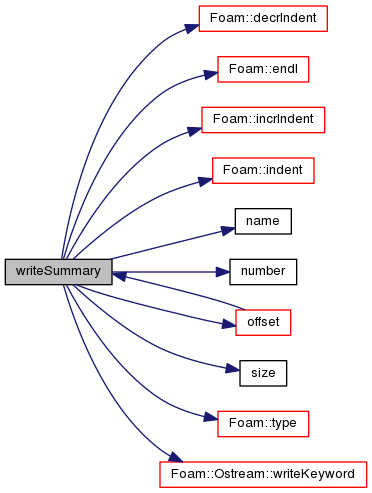 Foam::decrIndent
Foam::endl
Foam::incrIndent
Foam::indent
name
writeSummary
number
offset
size
Foam::type
Foam::Ostream::writeKeyword